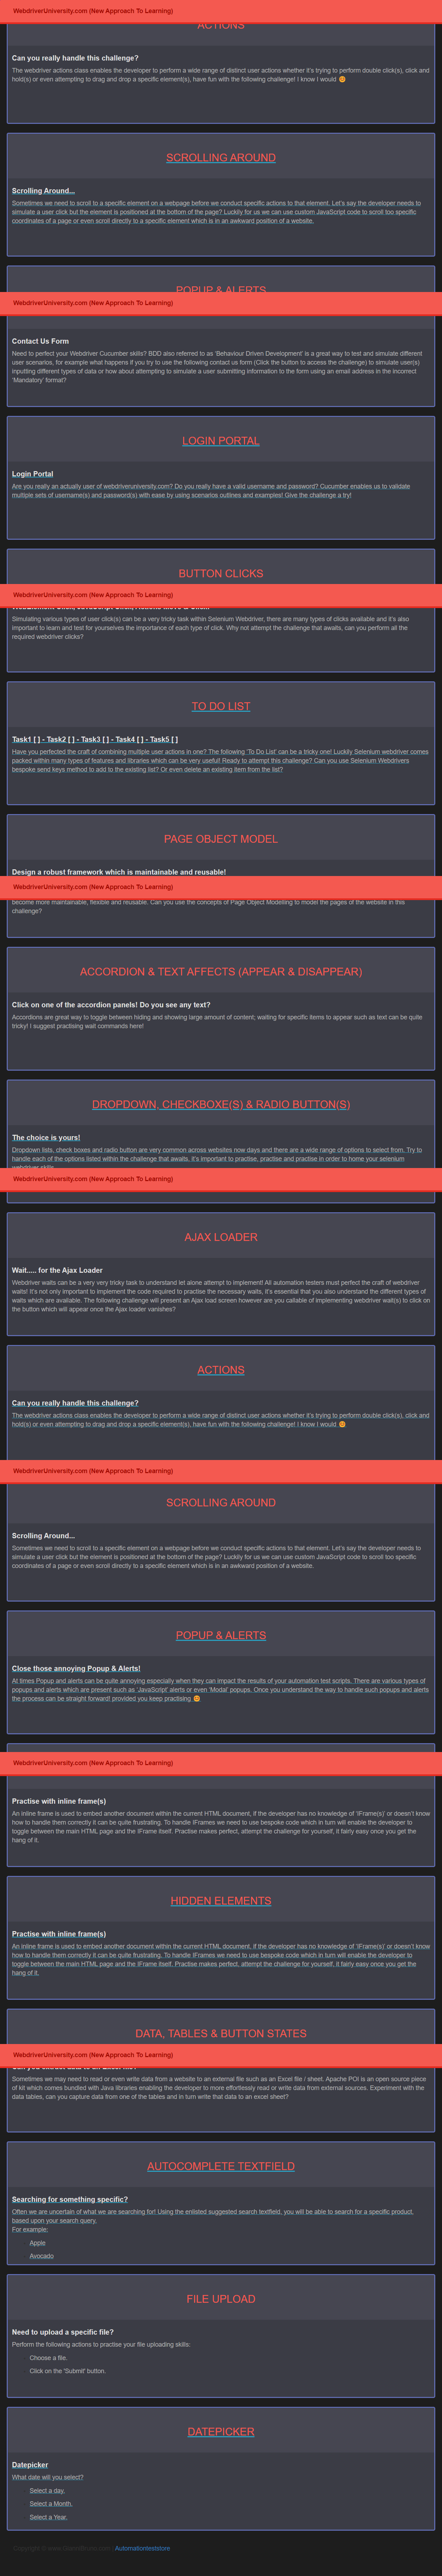 WebdriverUniversity.com (New Approach To Learning)
ACTIONS
Can you really handle this challenge?
The webdriver actions class enables the developer to perform a wide range of distinct user actions whether it's trying to perform double click(s), click and
hold(s) or even attempting to drag and drop a specific element(s), have fun with the following challenge! I know I would 😊
SCROLLING AROUND
Scrolling Around...
Sometimes we need to scroll to a specific element on a webpage before we conduct specific actions to that element. Let's say the developer needs to
simulate a user click but the element is positioned at the bottom of the page? Luckily for us we can use custom JavaScript code to scroll too specific
coordinates of a page or even scroll directly to a specific element which is in an awkward position of a website.
POPUP & ALERTS
WebdriverUniversity.com (New Approach To Learning)
Contact Us Form
Need to perfect your Webdriver Cucumber skills? BDD also referred to as 'Behaviour Driven Development' is a great way to test and simulate different
user scenarios, for example what happens if you try to use the following contact us form (Click the button to access the challenge) to simulate user(s)
inputting different types of data or how about attempting to simulate a user submitting information to the form using an email address in the incorrect
'Mandatory' format?
LOGIN PORTAL
Login Portal
Are you really an actually user of webdriveruniversity.com? Do you really have a valid username and password? Cucumber enables us to validate
multiple sets of username(s) and password(s) with ease by using scenarios outlines and examples! Give the challenge a try!
BUTTON CLICKS
WebdriverUniversity.com (New Approach To Learning)
WebElement Click, JavaScript Click, Actions Move & Click!
Simulating various types of user click(s) can be a very tricky task within Selenium Webdriver, there are many types of clicks available and it's also
important to learn and test for yourselves the importance of each type of click. Why not attempt the challenge that awaits, can you perform all the
required webdriver clicks?
TO DO LIST
Task1 [ ] - Task2 [ ] - Task3 [ ] - Task4 [ ] - Task5 [ ]
Have you perfected the craft of combining multiple user actions in one? The following 'To Do List' can be a tricky one! Luckily Selenium webdriver comes
packed within many types of features and libraries which can be very useful! Ready to attempt this challenge? Can you use Selenium Webdrivers
bespoke send keys method to add to the existing list? Or even delete an existing item from the list?
PAGE OBJECT MODEL
Design a robust framework which is maintainable and reusable!
WebdriverUniversity.com (New Approach To Learning)
become more maintainable, flexible and reusable. Can you use the concepts of Page Object Modelling to model the pages of the website in this
challenge?
ACCORDION & TEXT AFFECTS (APPEAR & DISAPPEAR)
Click on one of the accordion panels! Do you see any text?
Accordions are great way to toggle between hiding and showing large amount of content; waiting for specific items to appear such as text can be quite
tricky! I suggest practising wait commands here!
DROPDOWN, CHECKBOXE(S) & RADIO BUTTON(S)
The choice is yours!
Dropdown lists, check boxes and radio button are very common across websites now days and there are a wide range of options to select from. Try to
handle each of the options listed within the challenge that awaits, it's important to practise, practise and practise in order to home your selenium
webdriver skills.
WebdriverUniversity.com (New Approach To Learning)
AJAX LOADER
Wait..... for the Ajax Loader
Webdriver waits can be a very very tricky task to understand let alone attempt to implement! All automation testers must perfect the craft of webdriver
waits! It's not only important to implement the code required to practise the necessary waits, it's essential that you also understand the different types of
waits which are available. The following challenge will present an Ajax load screen however are you callable of implementing webdriver wait(s) to click on
the button which will appear once the Ajax loader vanishes?
ACTIONS
Can you really handle this challenge?
The webdriver actions class enables the developer to perform a wide range of distinct user actions whether it's trying to perform double click(s), click and
hold(s) or even attempting to drag and drop a specific element(s), have fun with the following challenge! I know I would 😊
WebdriverUniversity.com (New Approach To Learning)
SCROLLING AROUND
Scrolling Around...
Sometimes we need to scroll to a specific element on a webpage before we conduct specific actions to that element. Let's say the developer needs to
simulate a user click but the element is positioned at the bottom of the page? Luckily for us we can use custom JavaScript code to scroll too specific
coordinates of a page or even scroll directly to a specific element which is in an awkward position of a website.
POPUP & ALERTS
Close those annoying Popup & Alerts!
At times Popup and alerts can be quite annoying especially when they can impact the results of your automation test scripts. There are various types of
popups and alerts which are present such as 'JavaScript' alerts or even 'Modal' popups. Once you understand the way to handle such popups and alerts
the process can be straight forward! provided you keep practising 😊
WebdriverUniversity.com (New Approach To Learning)
Practise with inline frame(s)
An inline frame is used to embed another document within the current HTML document, if the developer has no knowledge of 'IFrame(s)' or doesn't know
how to handle them correctly it can be quite frustrating. To handle IFrames we need to use bespoke code which in turn will enable the developer to
toggle between the main HTML page and the IFrame itself. Practise makes perfect, attempt the challenge for yourself, it fairly easy once you get the
hang of it.
HIDDEN ELEMENTS
Practise with inline frame(s)
An inline frame is used to embed another document within the current HTML document, if the developer has no knowledge of 'IFrame(s)' or doesn't know
how to handle them correctly it can be quite frustrating. To handle IFrames we need to use bespoke code which in turn will enable the developer to
toggle between the main HTML page and the IFrame itself. Practise makes perfect, attempt the challenge for yourself, it fairly easy once you get the
hang of it.
DATA, TABLES & BUTTON STATES
WebdriverUniversity.com (New Approach To Learning)
Sometimes we may need to read or even write data from a website to an external file such as an Excel file / sheet. Apache POI is an open source piece
of kit which comes bundled with Java libraries enabling the developer to more effortlessly read or write data from external sources. Experiment with the
data tables, can you capture data from one of the tables and in turn write that data to an excel sheet?
AUTOCOMPLETE TEXTFIELD
Searching for something specific?
Often we are uncertain of what we are searching for! Using the enlisted suggested search textfield, you will be able to search for a specific product,
based upon your search query.
For example:
Apple
Avocado
FILE UPLOAD
Need to upload a specific file?
Perform the following actions to practise your file uploading skills:
Choose a file.
Click on the 'Submit' button.
DATEPICKER
Datepicker
What date will you select?
Select a day.
Select a Month.
Select a Year.
Automationteststore